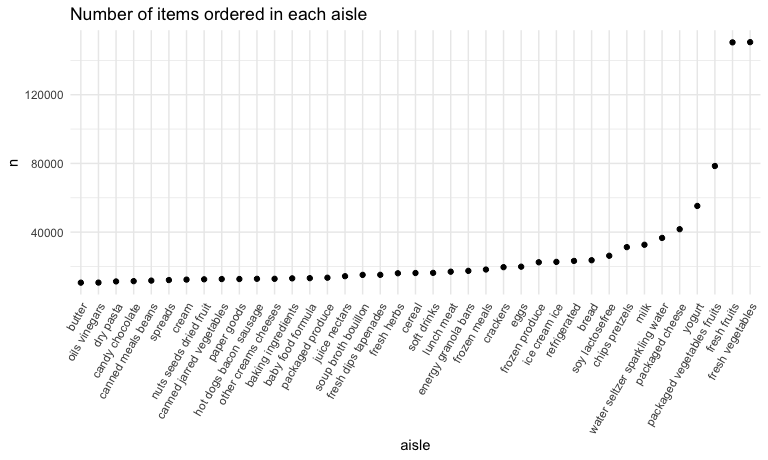 Number of items ordered in each aisle
n
120000
80000
40000
butter
oils vinegars
dry pasta
candy chocolate
canned meals beans
spreads
cream
nuts seeds dried fruit
canned jarred vegetables
paper goods
hot dogs bacon sausage
other creams cheeses
baking ingredients
baby food formula
packaged produce
juice nectars
soup broth bouillon
fresh dips tapenades
fresh herbs
cereal
soft drinks
lunch meat
energy granola bars
frozen meals
crackers
eggs
frozen produce
ice cream ice
refrigerated
bread
soy lactosefree
chips pretzels
milk
water seltzer sparkling water
packaged cheese
yogurt
packaged vegetables fruits
fresh fruits
fresh vegetables
aisle